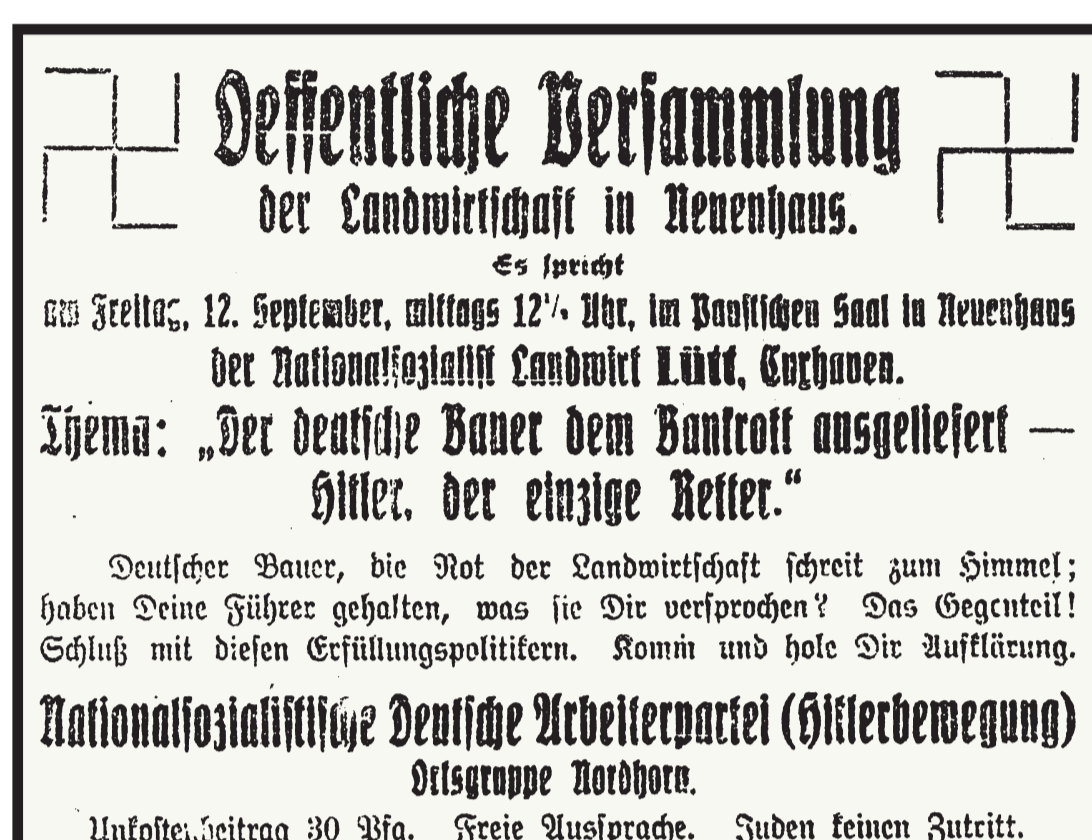 Oeffentliche Versammlung
der Landwirtschaft in Neuenhaus.
Es spricht
am Freitag, 12. September, mittags 12¹/₂ Uhr, im Saal in Neuenhaus
der Nationalsozialist Landwirt Lütt, Cuxhaven.
Thema: „Der deutsche Bauer dem Bankrott ausgeliefert —
Hitler, der einzige Retter.“
Deutscher Bauer, die Not der Landwirtschaft schreit zum Himmel;
haben Deine Führer gehalten, was sie Dir versprochen? Das Gegenteil!
Schluß mit diesen Erfüllungspolitikern. Komm und hole Dir Aufklärung.
Nationalsozialistische Deutsche Arbeiterpartei (Hitlerbewegung)
Ortsgruppe Nordhorn.
Unkostenbeitrag 30 Pfg. Freie Aussprache. Juden keinen Zutritt.